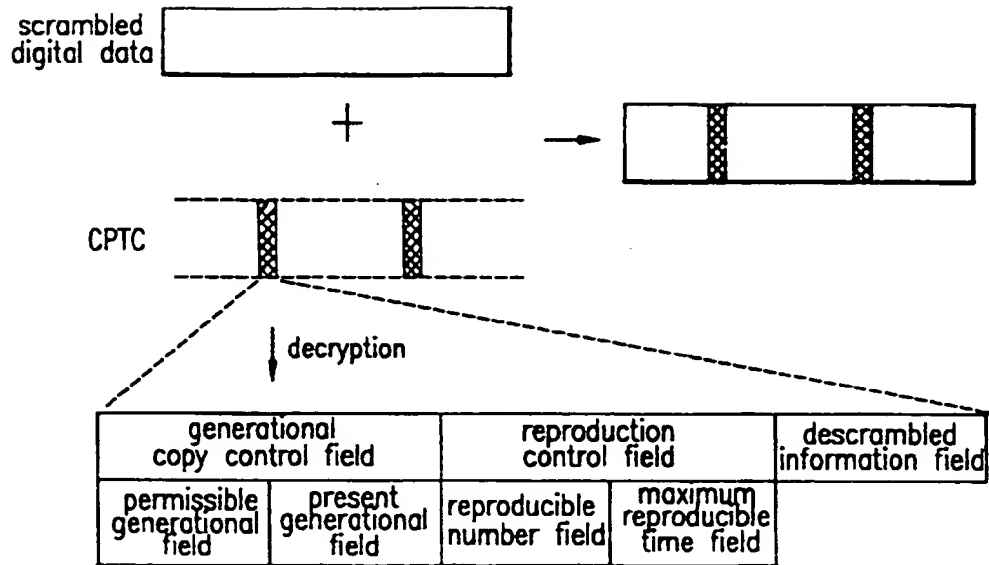 scrambled
digital data
+
CPTC
decryption
generational
copy control field
reproduction
control field
descrambled
information field
permissible
generational
field
present
generational
field
reproducible
number field
maximum
reproducible
time field